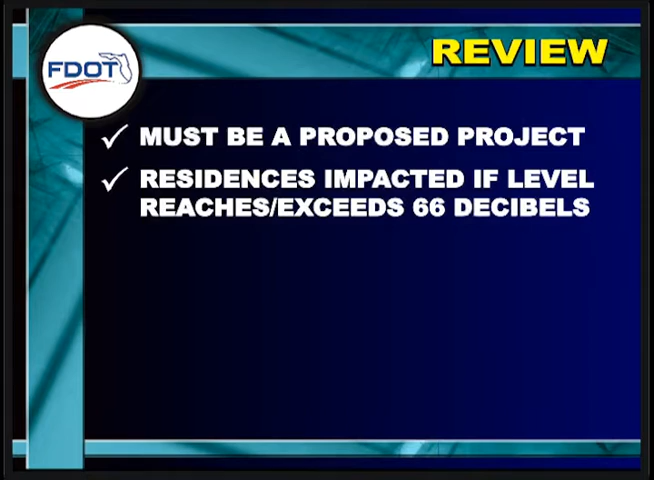 FDOT
REVIEW
MUST BE A PROPOSED PROJECT
RESIDENCES IMPACTED IF LEVEL
REACHES/EXCEEDS 66 DECIBELS